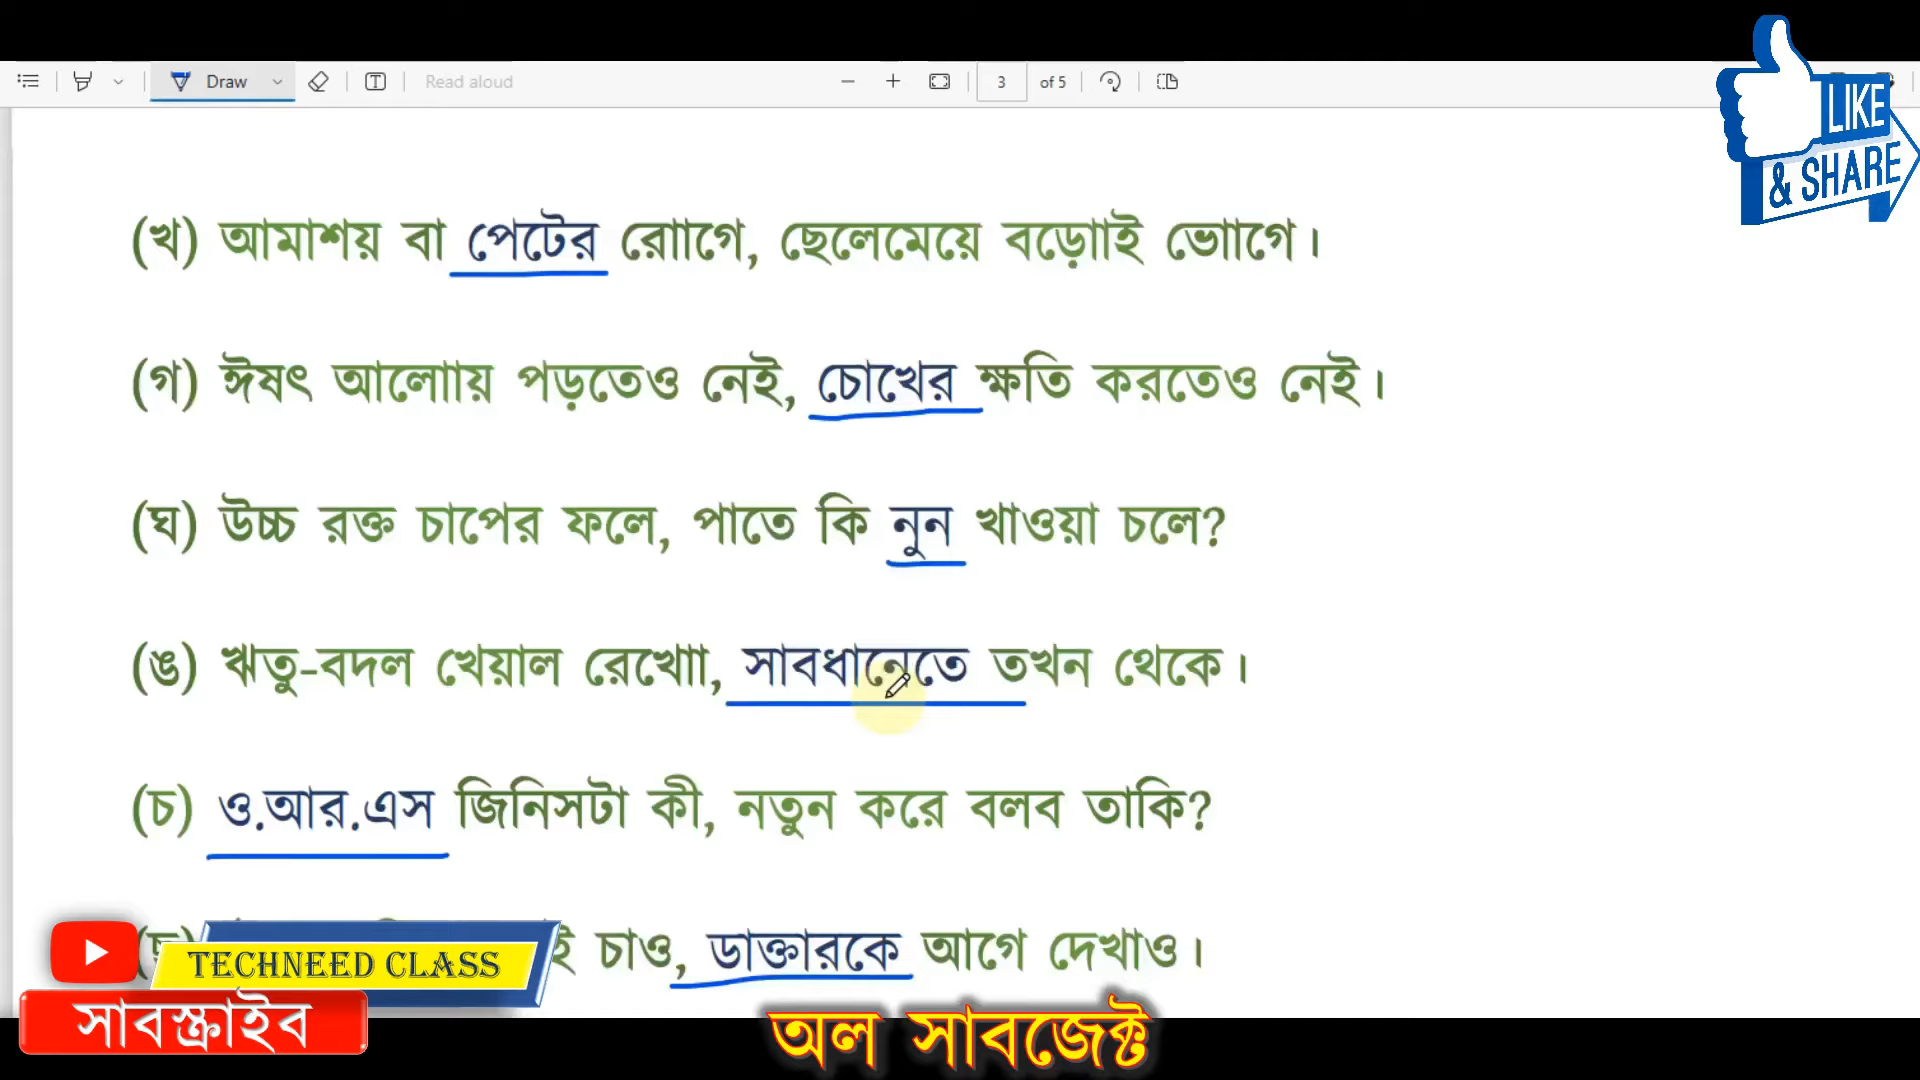 Draw
Read aloud
3 of 5
LIKE
& SHARE
(খ) আমাশয় বা পেটের রোাগে, ছেলেমেয়ে বড়োাই ভোাগে।
(গ) ঈষৎ আলোায় পড়তেও নেই, চোখের ক্ষতি করতেও নেই।
(ঘ) উচ্চ রক্ত চাপের ফলে, পাতে কি নুন খাওয়া চলে?
(ঙ) ঋতু-বদল খেয়াল রেখোা, সাবধানেতে তখন থেকে।
(চ) ও.আর.এস জিনিসটা কী, নতুন করে বলব তাকি?
চাও, ডাক্তারকে আগে দেখাও।
TECHNEED CLASS
সাবস্ক্রাইব
অল সাবজেক্ট